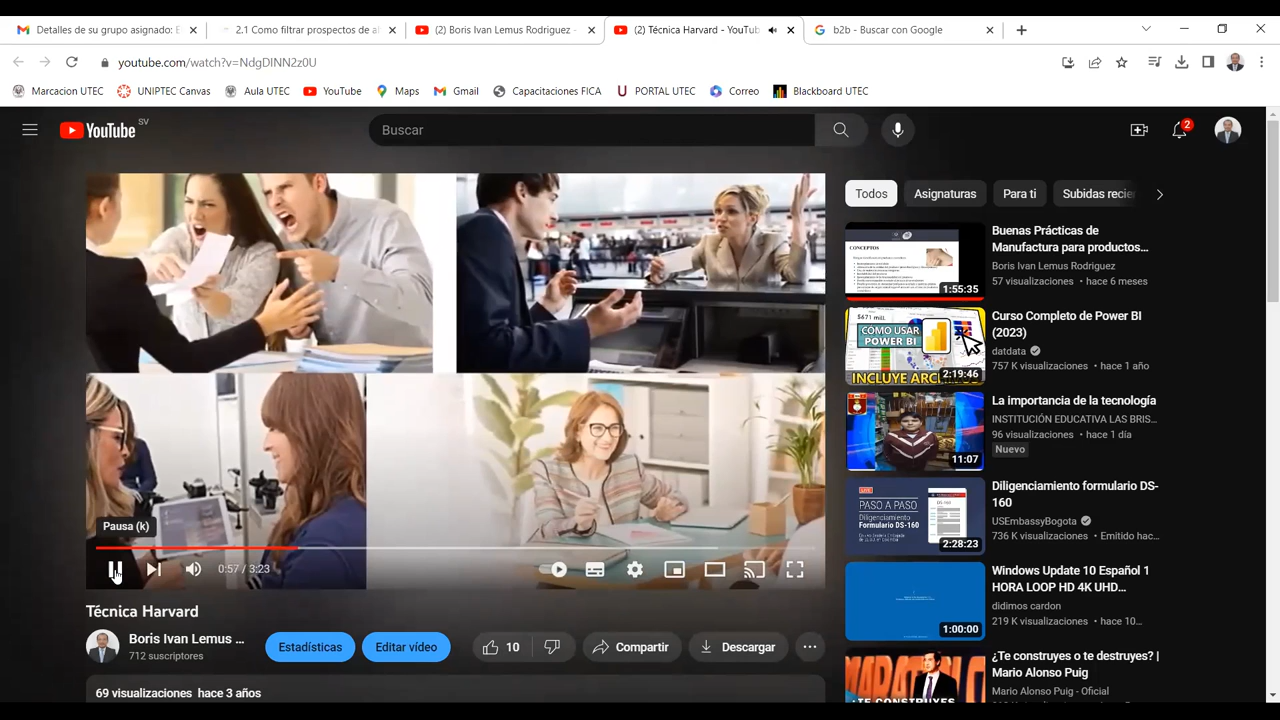 Detalles de su grupo asignado: E
2.1 Como filtrar prospectos de al
(2) Boris Ivan Lemus Rodriguez -
(2) Técnica Harvard - YouTub
b2b - Buscar con Google
youtube.com/watch?v=NdgDINN2z0U
Marcacion UTEC
UNIPTEC Canvas
Aula UTEC
YouTube
Maps
Gmail
Capacitaciones FICA
PORTAL UTEC
Correo
Blackboard UTEC
YouTube SV
Buscar
2
Todos
Asignaturas
Para ti
Subidas recie
CONCEPTOS
1:55:35
Buenas Prácticas de
Manufactura para productos...
Boris Ivan Lemus Rodriguez
57 visualizaciones • hace 6 meses
$671 mill.
CÓMO USAR
POWER BI
INCLUYE ARC
2:19:46
Curso Completo de Power BI
(2023)
datdata
757 K visualizaciones • hace 1 año
11:07
La importancia de la tecnología
INSTITUCIÓN EDUCATIVA LAS BRIS...
96 visualizaciones • hace 1 día
Nuevo
PASO A PASO
Diligenciamiento
Formulario DS-160
2:28:23
Diligenciamiento formulario DS-
160
USEmbassyBogota
736 K visualizaciones • Emitido hac...
1:00:00
Windows Update 10 Español 1
HORA LOOP HD 4K UHD...
didimos cardon
219 K visualizaciones • hace 10...
¿Te construyes o te destruyes? |
Mario Alonso Puig
Mario Alonso Puig - Oficial
Pausa (k)
0:57 / 3:23
Técnica Harvard
Boris Ivan Lemus ...
712 suscriptores
Estadísticas
Editar vídeo
10
Compartir
Descargar
69 visualizaciones hace 3 años